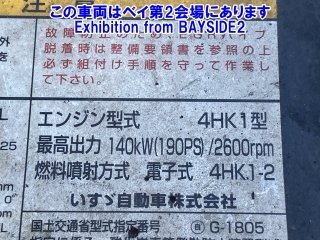 この車両はベイ第2会場にあります
Exhibition from BAYSIDE2
脱着時は整備要領書を参照の上
必ず組付け手順を守って作業し
て下さい。
エンジン型式 4HK1型
最高出力 140kW(190PS)/2600rpm
燃料噴射方式 電子式 4HK1-2
いすゞ自動車株式会社
国土交通省型式指定番号 G-1805